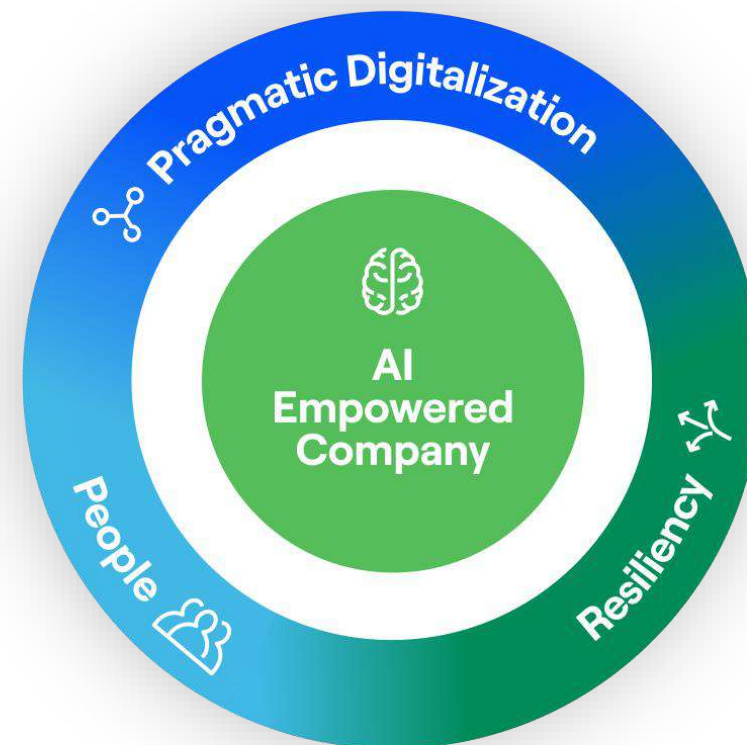 Pragmatic Digitalization
AI
Empowered
Company
People
Resiliency